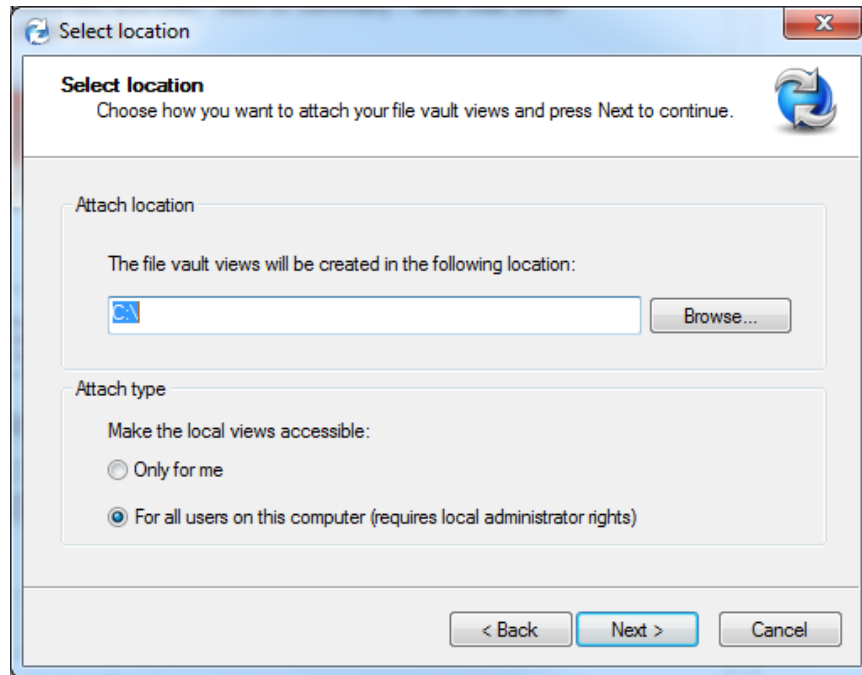 Select location
Select location
Choose how you want to attach your file vault views and press Next to continue.
Attach location
The file vault views will be created in the following location:
C:\
Browse...
Attach type
Make the local views accessible:
Only for me
For all users on this computer (requires local administrator rights)
< Back
Next >
Cancel